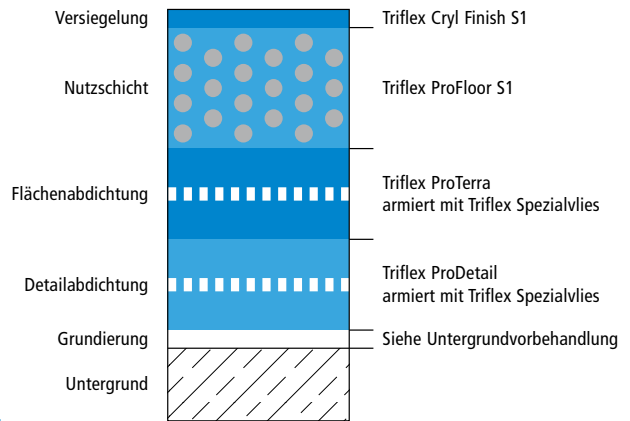 Versiegelung
Triflex Cryl Finish S1
Nutzschicht
Triflex ProFloor S1
Flächenabdichtung
Triflex ProTerra
armiert mit Triflex Spezialvlies
Detailabdichtung
Triflex ProDetail
armiert mit Triflex Spezialvlies
Grundierung
Siehe Untergrundvorbehandlung
Untergrund